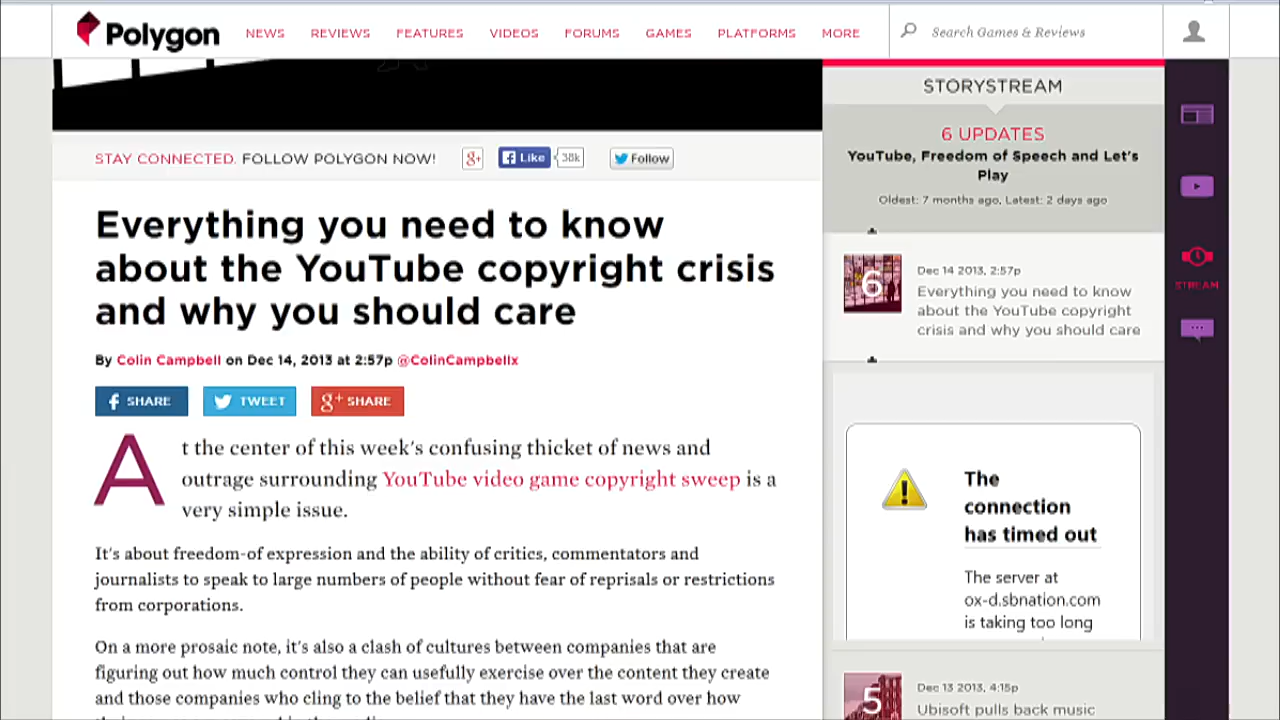 Polygon
NEWS REVIEWS FEATURES VIDEOS FORUMS GAMES PLATFORMS MORE
Search Games & Reviews
STAY CONNECTED. FOLLOW POLYGON NOW!
g+ Like 38k Follow
Everything you need to know
about the YouTube copyright crisis
and why you should care
By Colin Campbell on Dec 14, 2013 at 2:57p @ColinCampbellx
SHARE TWEET g+ SHARE
At the center of this week's confusing thicket of news and
outrage surrounding YouTube video game copyright sweep is a
very simple issue.
It's about freedom-of expression and the ability of critics, commentators and
journalists to speak to large numbers of people without fear of reprisals or restrictions
from corporations.
On a more prosaic note, it's also a clash of cultures between companies that are
figuring out how much control they can usefully exercise over the content they create
and those companies who cling to the belief that they have the last word over how
STORYSTREAM
6 UPDATES
YouTube, Freedom of Speech and Let's
Play
Oldest: 7 months ago, Latest: 2 days ago
6
Dec 14 2013, 2:57p
Everything you need to know
about the YouTube copyright
crisis and why you should care
The
connection
has timed out
The server at
ox-d.sbnation.com
is taking too long
5
Dec 13 2013, 4:15p
Ubisoft pulls back music
STREAM